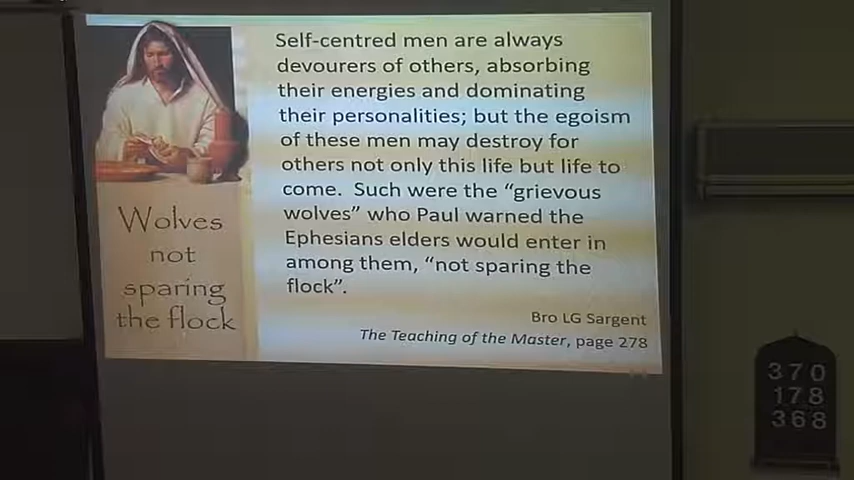 Self-centred men are always
devourers of others, absorbing
their energies and dominating
their personalities; but the egoism
of these men may destroy for
others not only this life but life to
come.  Such were the “grievous
wolves” who Paul warned the
Ephesians elders would enter in
among them, “not sparing the
flock”.
Bro LG Sargent
The Teaching of the Master, page 278
Wolves
not
sparing
the flock
370
178
368